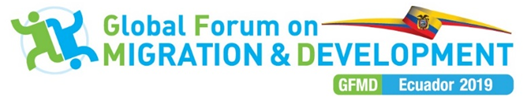 Global Forum on
MIGRATION & DEVELOPMENT
GFMD Ecuador 2019